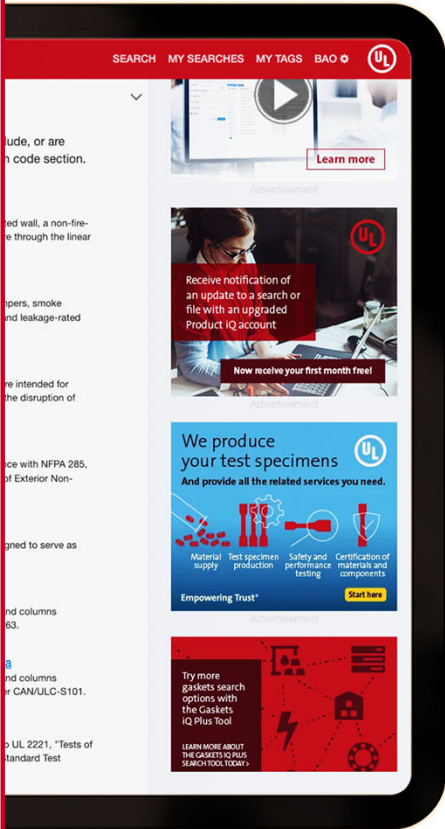 SEARCH MY SEARCHES MY TAGS BAO
UL
lude, or are
n code section.
ted wall, a non-fire-
re through the linear
mpers, smoke
and leakage-rated
re intended for
the disruption of
nce with NFPA 285,
of Exterior Non-
gned to serve as
nd columns
63.
a
nd columns
er CAN/ULC-S101.
o UL 2221, "Tests of
Standard Test
Learn more
Advertisement
UL
Receive notification of
an update to a search or
file with an upgraded
Product iQ account
Now receive your first month free!
Advertisement
We produce
your test specimens
UL
And provide all the related services you need.
Material
supply
Test specimen
production
Safety and
performance
testing
Certification of
materials and
components
Empowering Trust®
Start here
Advertisement
Try more
gaskets search
options with
the Gaskets
iQ Plus Tool
LEARN MORE ABOUT
THE GASKETS IQ PLUS
SEARCH TOOL TODAY >